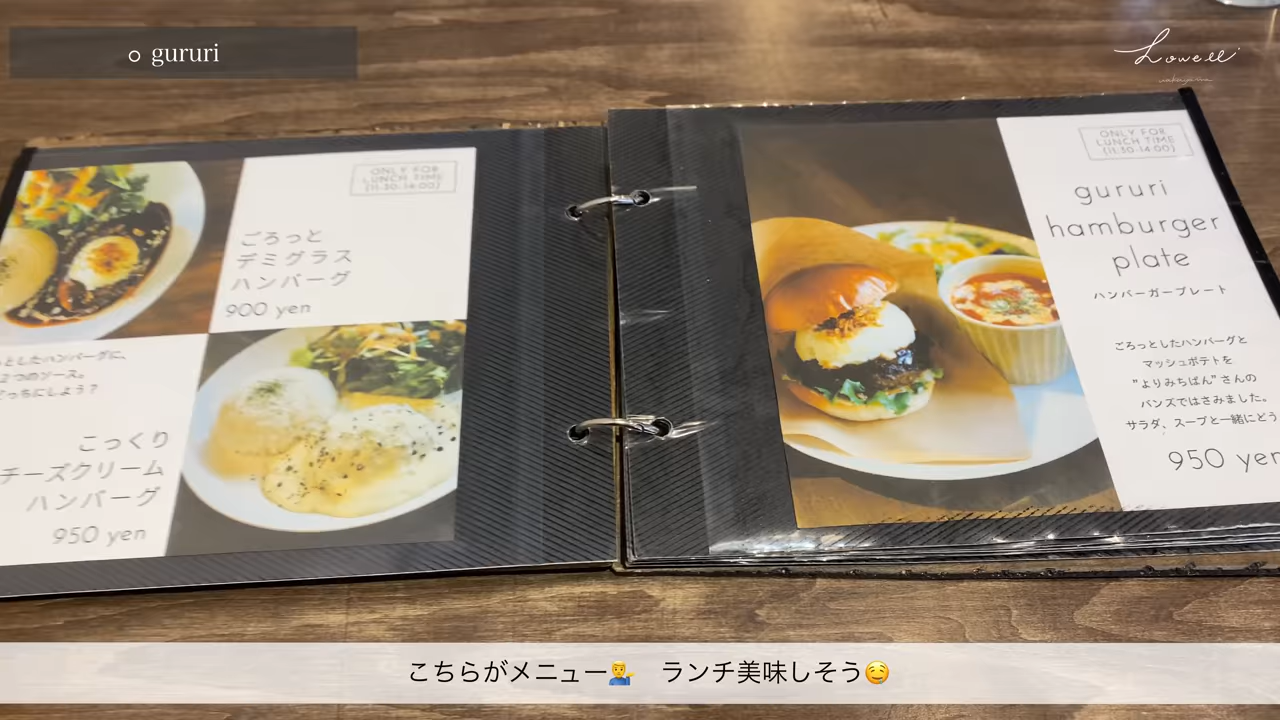 gururi
Lowell
wakayama
ONLY FOR
LUNCH TIME
(11:30-14:00)
ごろっと
デミグラス
ハンバーグ
900 yen
っとしたハンバーグに、
2つのソース。
どっちにしよう?
こっくり
チーズクリーム
ハンバーグ
950 yen
ONLY FOR
LUNCH TIME
(11:30-14:00)
gururi
hamburger
plate
ハンバーガープレート
ごろっとしたハンバーグと
マッシュポテトを
"よりみちぱん"さんの
バンズではさみました。
サラダ、スープと一緒にどう
950 yen
こちらがメニュー💁‍♂️ ランチ美味しそう🤤